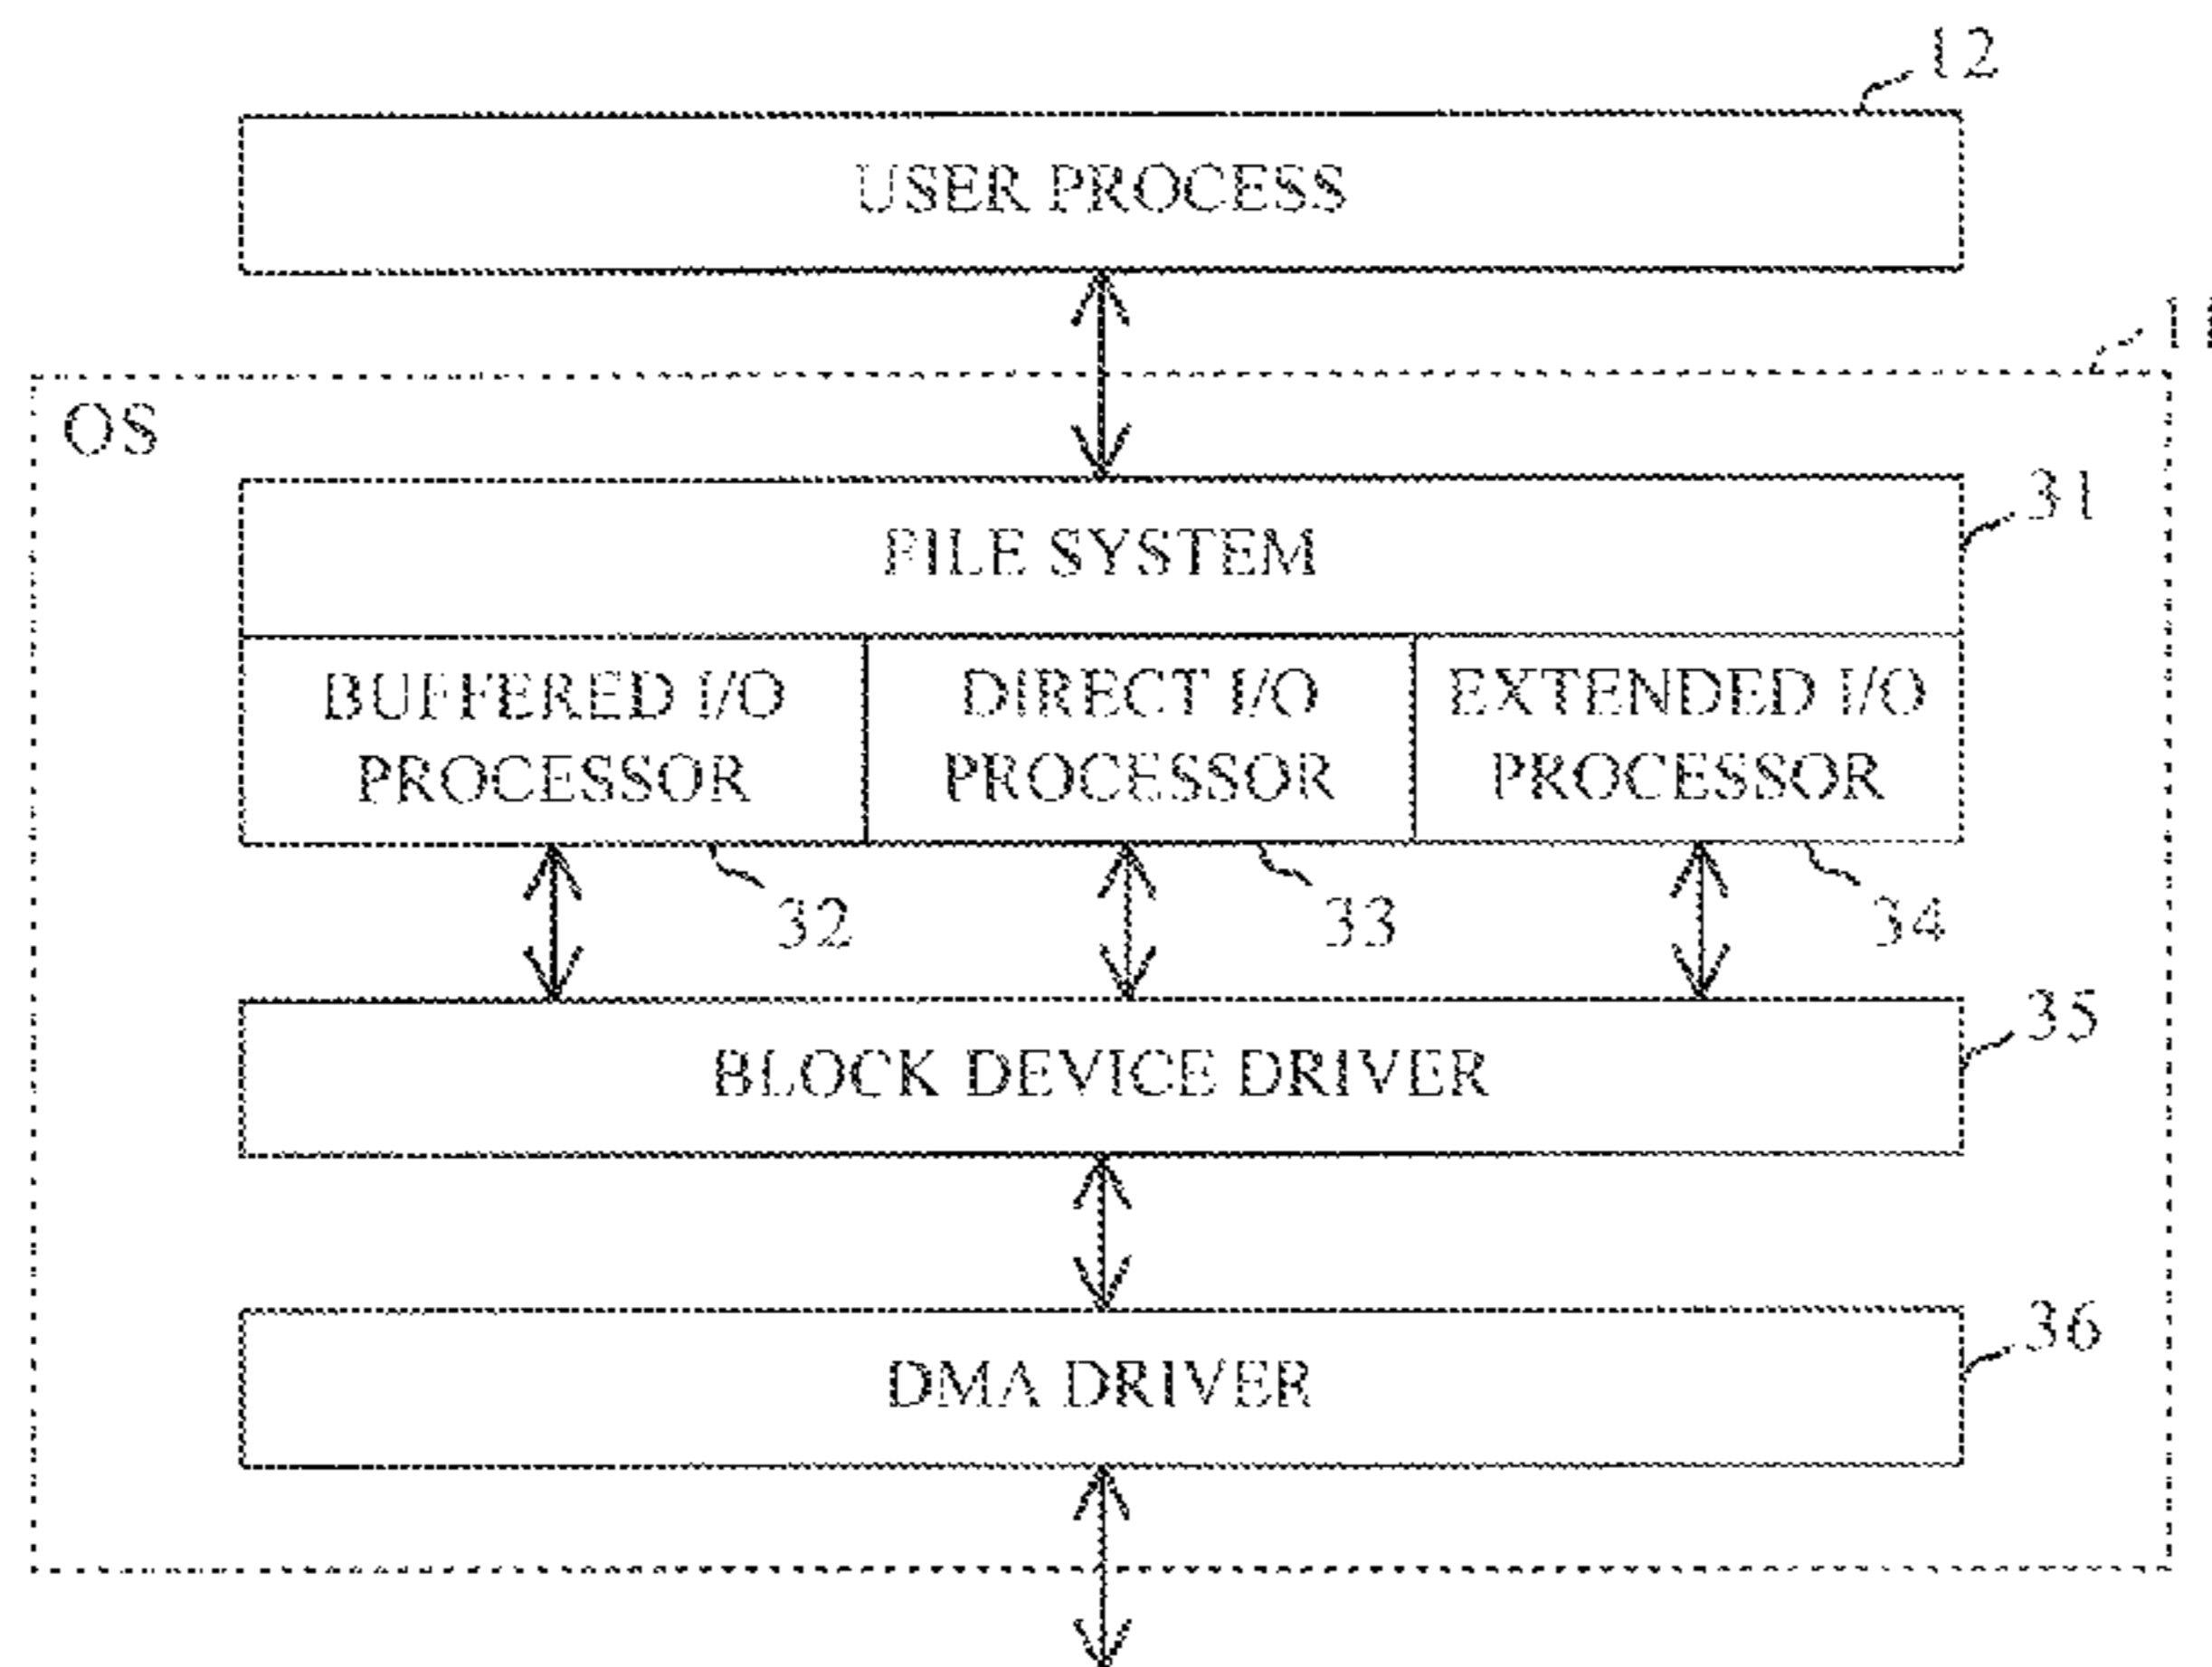 12
USER PROCESS
11
OS
31
FILE SYSTEM
BUFFERED I/O
PROCESSOR
DIRECT I/O
PROCESSOR
EXTENDED I/O
PROCESSOR
32
33
34
35
BLOCK DEVICE DRIVER
36
DMA DRIVER